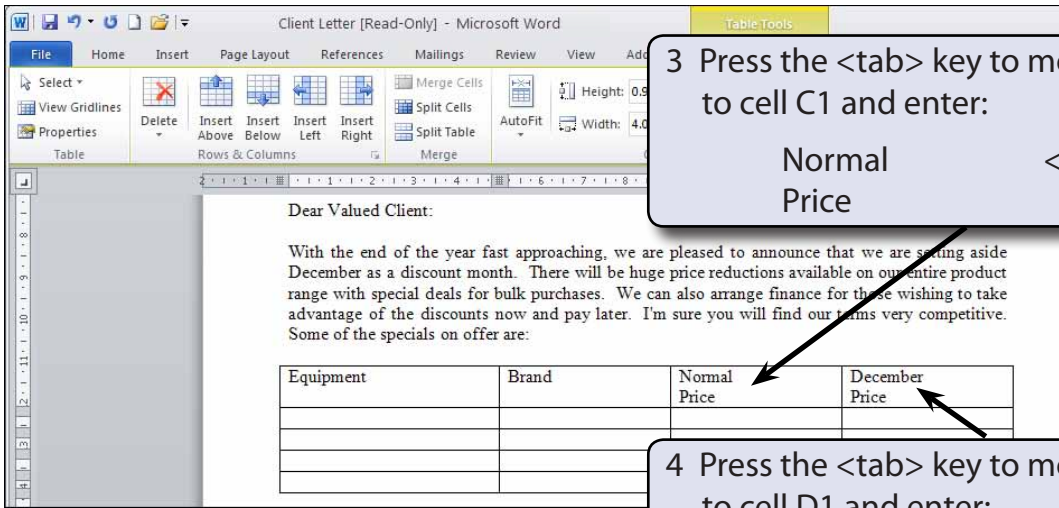 Client Letter [Read-Only] - Microsoft Word
Table Tools
File Home Insert Page Layout References Mailings Review View
Select
View Gridlines
Properties
Table
Delete
Insert Above
Insert Below
Insert Left
Insert Right
Rows & Columns
Merge Cells
Split Cells
Split Table
Merge
AutoFit
Height:
Width:
3 Press the <tab> key to
to cell C1 and enter:
Normal <
Price
Dear Valued Client:
With the end of the year fast approaching, we are pleased to announce that we are setting aside
December as a discount month. There will be huge price reductions available on our entire product
range with special deals for bulk purchases. We can also arrange finance for those wishing to take
advantage of the discounts now and pay later. I'm sure you will find our terms very competitive.
Some of the specials on offer are:
Equipment Brand Normal December
Price Price
4 Press the <tab> key to
to cell D1 and enter: